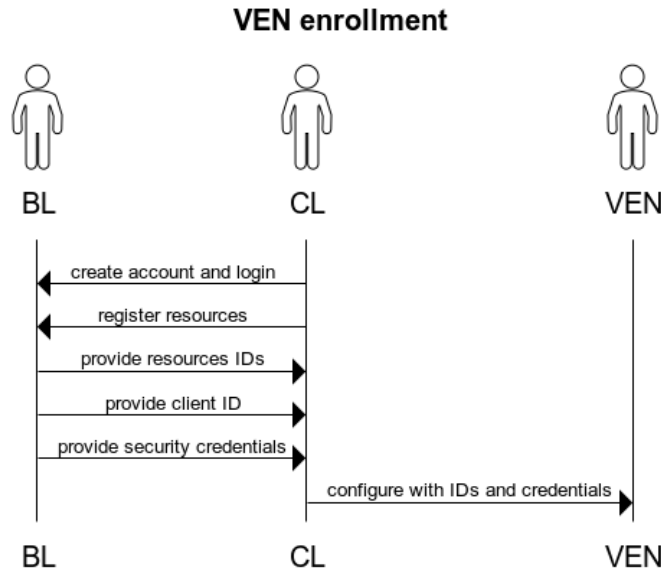 VEN enrollment
BL CL VEN
create account and login
register resources
provide resources IDs
provide client ID
provide security credentials
configure with IDs and credentials
BL CL VEN